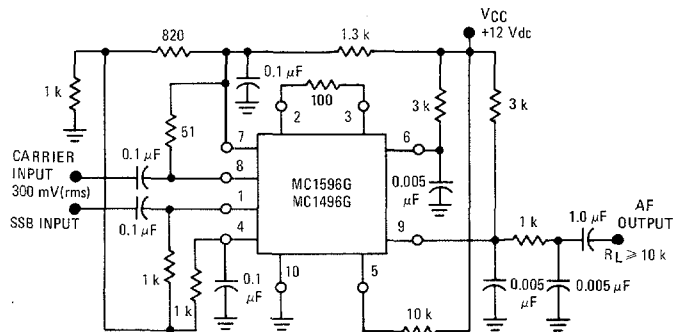 820
1.3 k
VCC
+12 Vdc
1 k
0.1 μF
100
2
3
3 k
3 k
51
7
6
CARRIER
INPUT
300 mV(rms)
0.1 μF
8
MC1596G
MC1496G
0.005
μF
SSB INPUT
0.1 μF
1
4
9
1 k
1.0 μF
AF
OUTPUT
RL ⩾ 10 k
1 k
1 k
0.1
μF
10
5
10 k
0.005
μF
0.005 μF